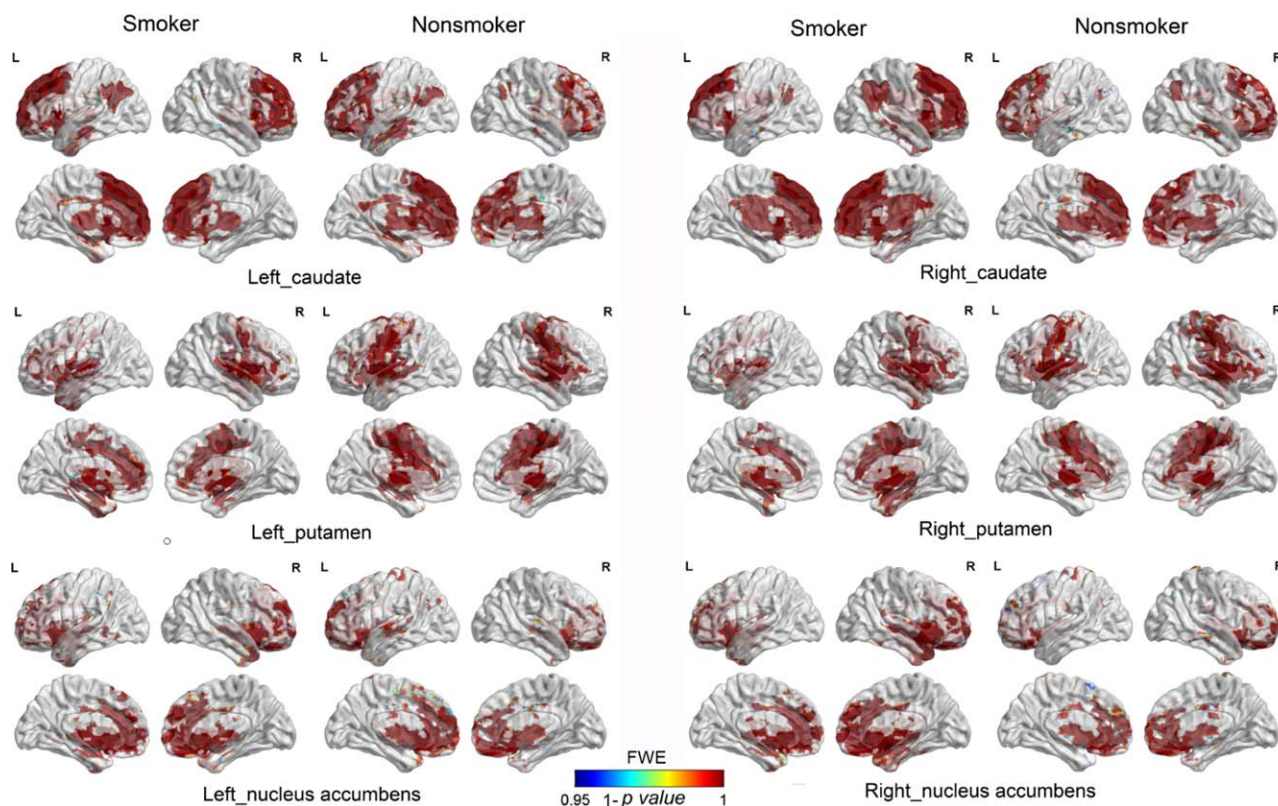 Smoker Nonsmoker Smoker Nonsmoker
L R L R L R L R
Left_caudate Right_caudate
L R L R L R L R
Left_putamen Right_putamen
L R L R L R L R
FWE
0.95 1- p value 1
Left_nucleus accumbens Right_nucleus accumbens